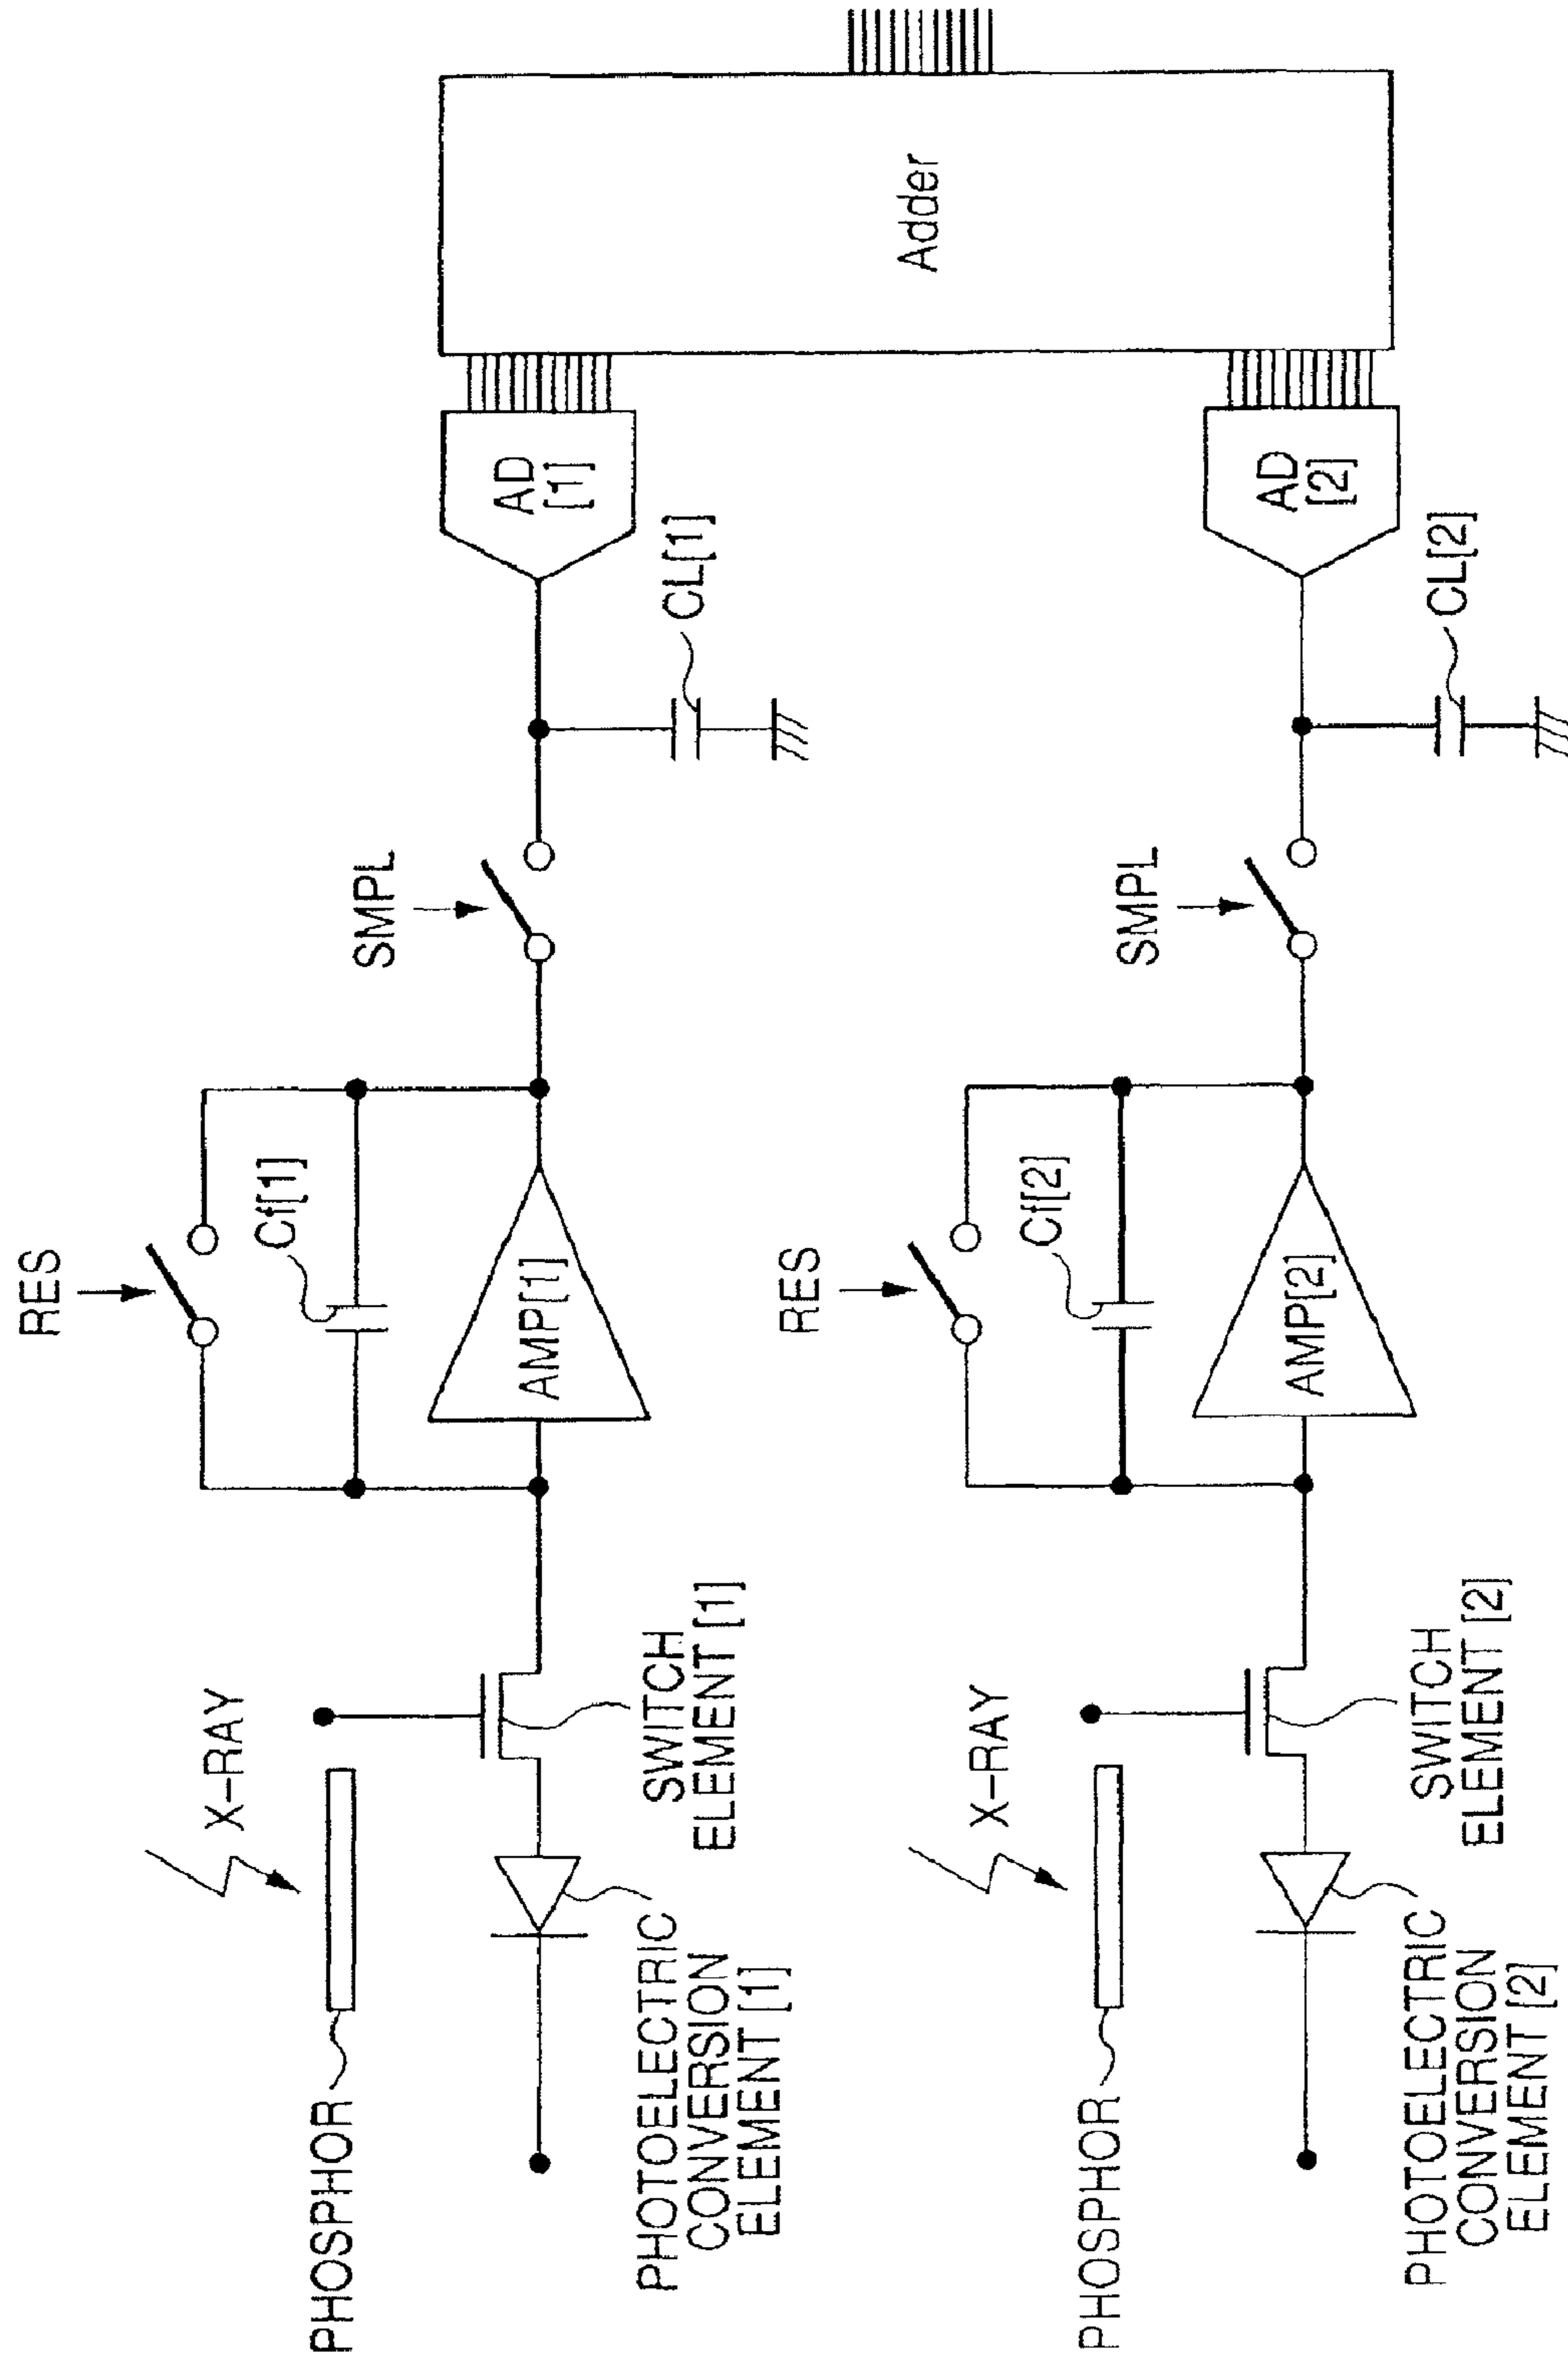 RES
Cf[1]
AMP[1]
SMPL
CL[1]
AD
[1]
Adder
X-RAY
PHOSPHOR
PHOTOELECTRIC
CONVERSION
ELEMENT [1]
SWITCH
ELEMENT [1]
RES
Cf[2]
AMP[2]
SMPL
CL[2]
AD
[2]
X-RAY
PHOSPHOR
PHOTOELECTRIC
CONVERSION
ELEMENT [2]
SWITCH
ELEMENT [2]